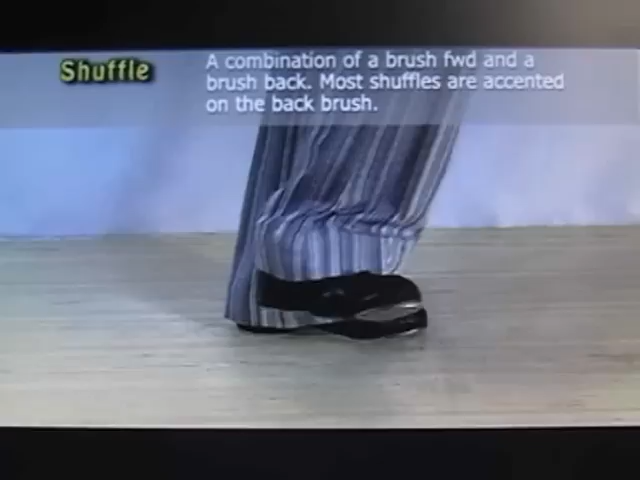 Shuffle
A combination of a brush fwd and a
brush back. Most shuffles are accented
on the back brush.